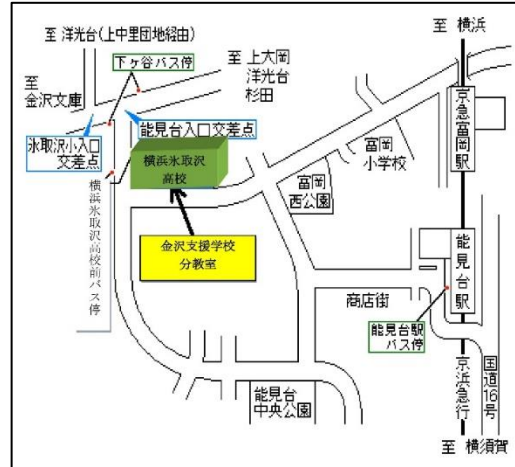 至 洋光台(上中里団地経由)
下ヶ谷バス停
至 上大岡
洋光台
杉田
至
金沢文庫
氷取沢小入口
交差点
能見台入口交差点
横浜氷取沢
高校
横浜氷取沢高校前バス停
金沢支援学校
分教室
至 横浜
京急富岡駅
富岡
小学校
富岡
西公園
能見台駅
商店街
能見台駅
バス停
能見台
中央公園
京浜急行
国道16号
至 横須賀